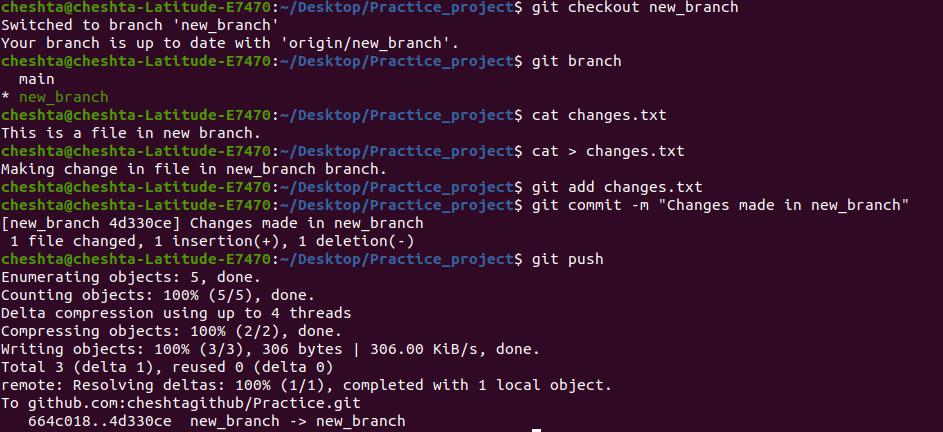 cheshta@cheshta-Latitude-E7470:~/Desktop/Practice_project$ git checkout new_branch
Switched to branch 'new_branch'
Your branch is up to date with 'origin/new_branch'.
cheshta@cheshta-Latitude-E7470:~/Desktop/Practice_project$ git branch
  main
* new_branch
cheshta@cheshta-Latitude-E7470:~/Desktop/Practice_project$ cat changes.txt
This is a file in new branch.
cheshta@cheshta-Latitude-E7470:~/Desktop/Practice_project$ cat > changes.txt
Making change in file in new_branch branch.
cheshta@cheshta-Latitude-E7470:~/Desktop/Practice_project$ git add changes.txt
cheshta@cheshta-Latitude-E7470:~/Desktop/Practice_project$ git commit -m "Changes made in new_branch"
[new_branch 4d330ce] Changes made in new_branch
 1 file changed, 1 insertion(+), 1 deletion(-)
cheshta@cheshta-Latitude-E7470:~/Desktop/Practice_project$ git push
Enumerating objects: 5, done.
Counting objects: 100% (5/5), done.
Delta compression using up to 4 threads
Compressing objects: 100% (2/2), done.
Writing objects: 100% (3/3), 306 bytes | 306.00 KiB/s, done.
Total 3 (delta 1), reused 0 (delta 0)
remote: Resolving deltas: 100% (1/1), completed with 1 local object.
To github.com:cheshtagithub/Practice.git
   664c018..4d330ce  new_branch -> new_branch